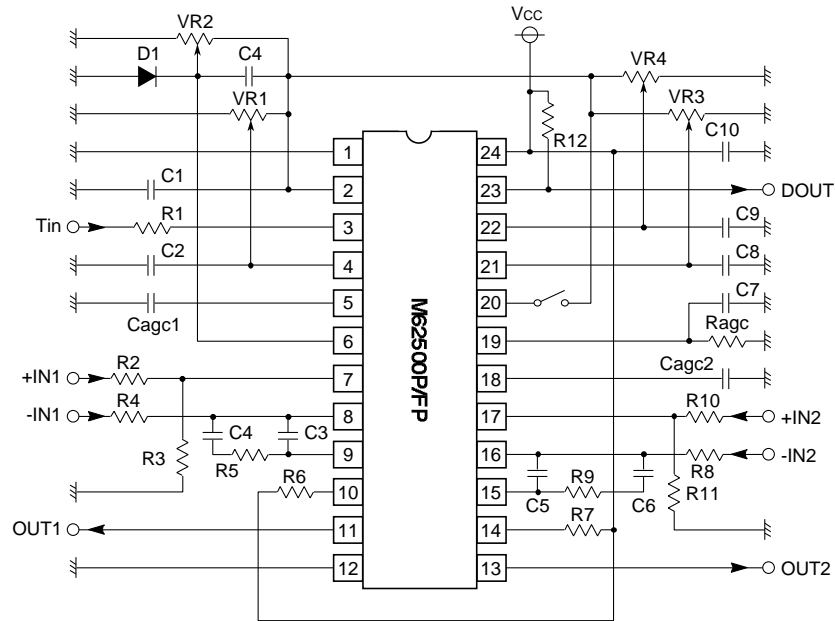 VCC
VR2
D1
C4
VR4
VR1
VR3
R12
C10
1
24
C1
2
23
DOUT
Tin
R1
3
22
C9
C2
4
21
C8
5
20
C7
Cagc1
M62500P/FP
6
19
Ragc
Cagc2
+IN1
R2
7
18
R10
-IN1
R4
8
17
+IN2
C4
C3
R3
R5
9
16
R8
-IN2
R6
10
15
C5
R9
C6
R11
OUT1
11
14
R7
12
13
OUT2